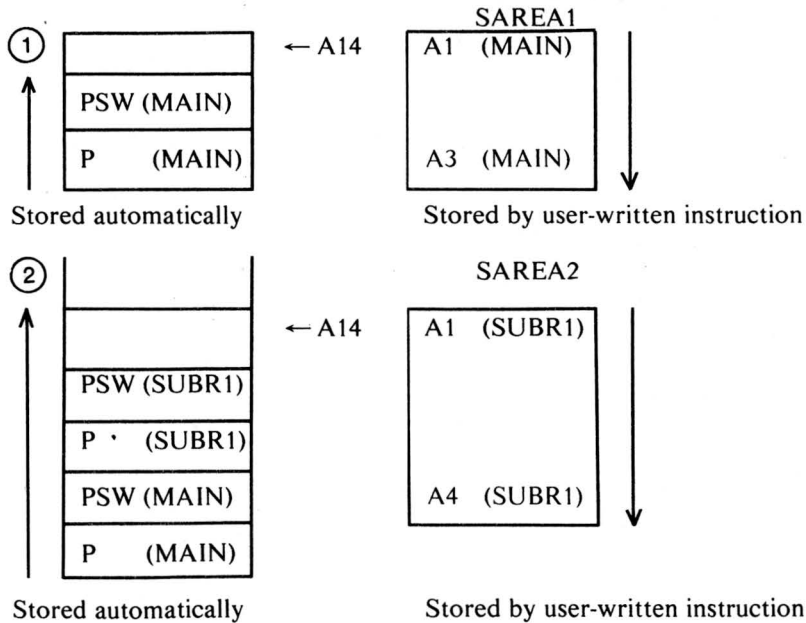 SAREA1
1 ← A14 A1 (MAIN)
PSW (MAIN)
P (MAIN) A3 (MAIN)
Stored automatically Stored by user-written instruction
2 SAREA2
← A14 A1 (SUBR1)
PSW (SUBR1)
P (SUBR1)
PSW (MAIN) A4 (SUBR1)
P (MAIN)
Stored automatically Stored by user-written instruction